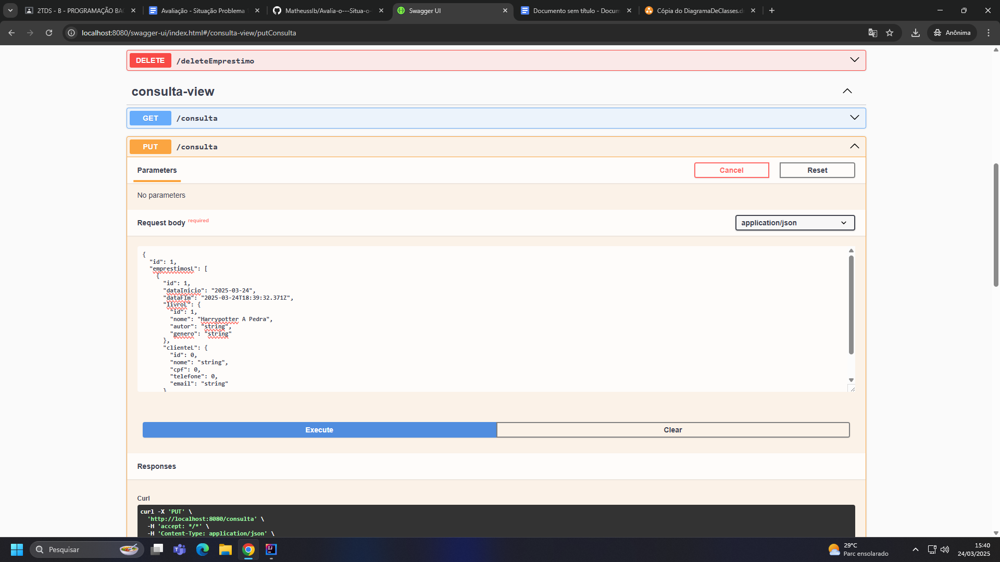 2TDS - B - PROGRAMAÇÃO BAC
Avaliação - Situação Problema
Matheusslb/Avalia-o---Situa-o-
Swagger UI
Documento sem título - Docum
Cópia do DiagramaDeClasses.d
localhost:8080/swagger-ui/index.html#/consulta-view/putConsulta
Anônima
DELETE /deleteEmprestimo
consulta-view
GET /consulta
PUT /consulta
Parameters
Cancel
Reset
No parameters
Request body required
application/json
{
"id": 1,
"emprestimosL": [
{
"id": 1,
"dataInicio": "2025-03-24",
"dataFIm": "2025-03-24T18:39:32.371Z",
"livroL": {
"id": 1,
"nome": "Harrypotter A Pedra",
"autor": "string",
"genero": "string"
},
"clienteL": {
"id": 0,
"nome": "string",
"cpf": 0,
"telefone": 0,
"email": "string"
}
Execute
Clear
Responses
Curl
curl -X 'PUT' \
'http://localhost:8080/consulta' \
-H 'accept: */*' \
-H 'Content-Type: application/json' \
Pesquisar
29°C
Parc ensolarado
15:40
24/03/2025